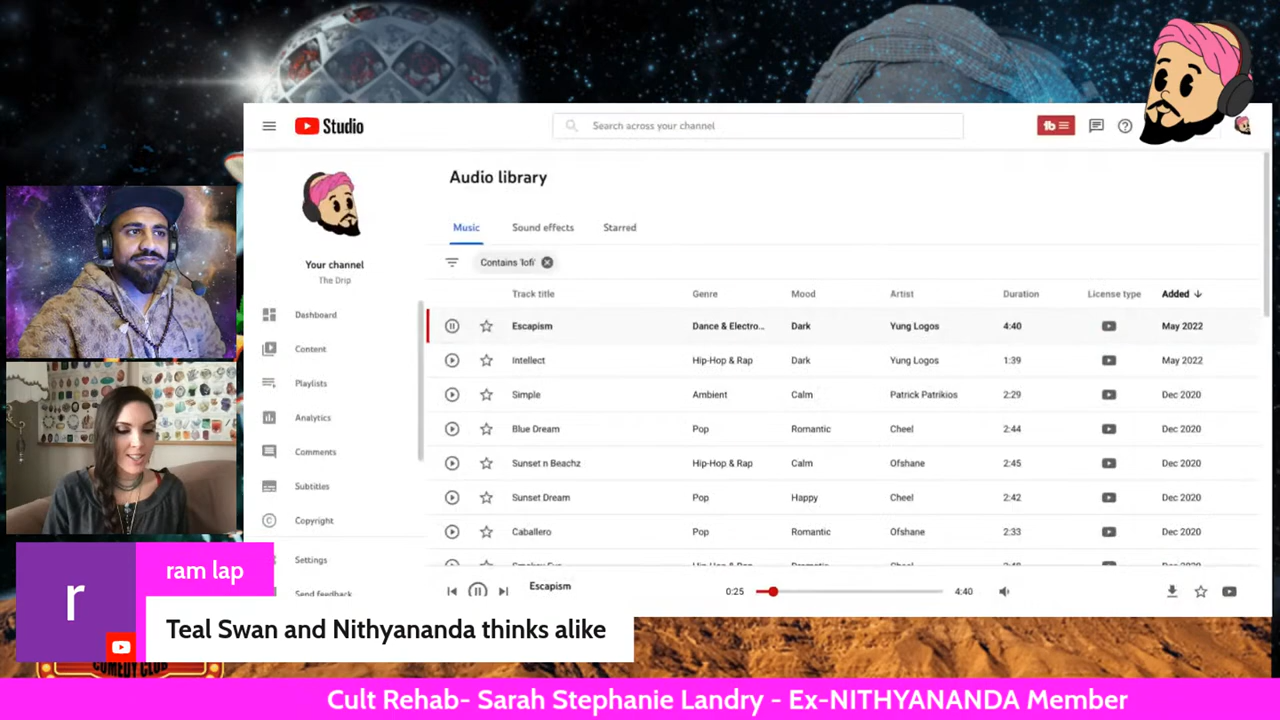 Studio
Search across your channel
Audio library
Music
Sound effects
Starred
Your channel
The Drip
Contains 'lofi'
Track title
Genre
Mood
Artist
Duration
License type
Added
Dashboard
Content
Playlists
Analytics
Comments
Subtitles
Copyright
Settings
Send feedback
Escapism Dance & Electro... Dark Yung Logos 4:40 May 2022
Intellect Hip-Hop & Rap Dark Yung Logos 1:39 May 2022
Simple Ambient Calm Patrick Patrikios 2:29 Dec 2020
Blue Dream Pop Romantic Cheel 2:44 Dec 2020
Sunset n Beachz Hip-Hop & Rap Calm Ofshane 2:45 Dec 2020
Sunset Dream Pop Happy Cheel 2:42 Dec 2020
Caballero Pop Romantic Ofshane 2:33 Dec 2020
Escapism
0:25
4:40
r
ram lap
Teal Swan and Nithyananda thinks alike
COMEDY CLUB
Cult Rehab- Sarah Stephanie Landry - Ex-NITHYANANDA Member